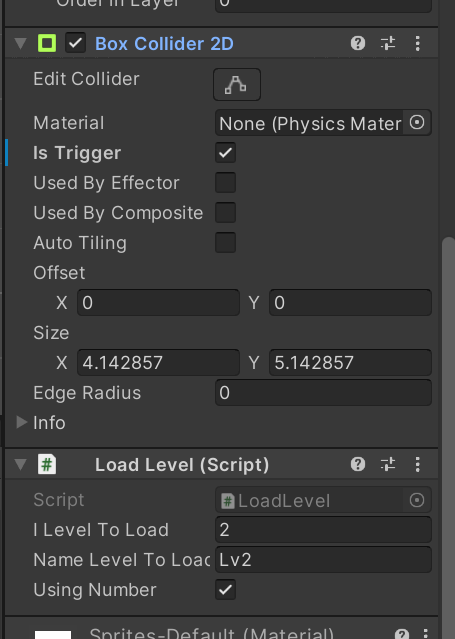 Order in Layer 0
Box Collider 2D
Edit Collider
Material None (Physics Mater
Is Trigger
Used By Effector
Used By Composite
Auto Tiling
Offset
X 0 Y 0
Size
X 4.142857 Y 5.142857
Edge Radius 0
Info
# Load Level (Script)
Script # LoadLevel
I Level To Load 2
Name Level To Load Lv2
Using Number
Sprites-Default (Material)